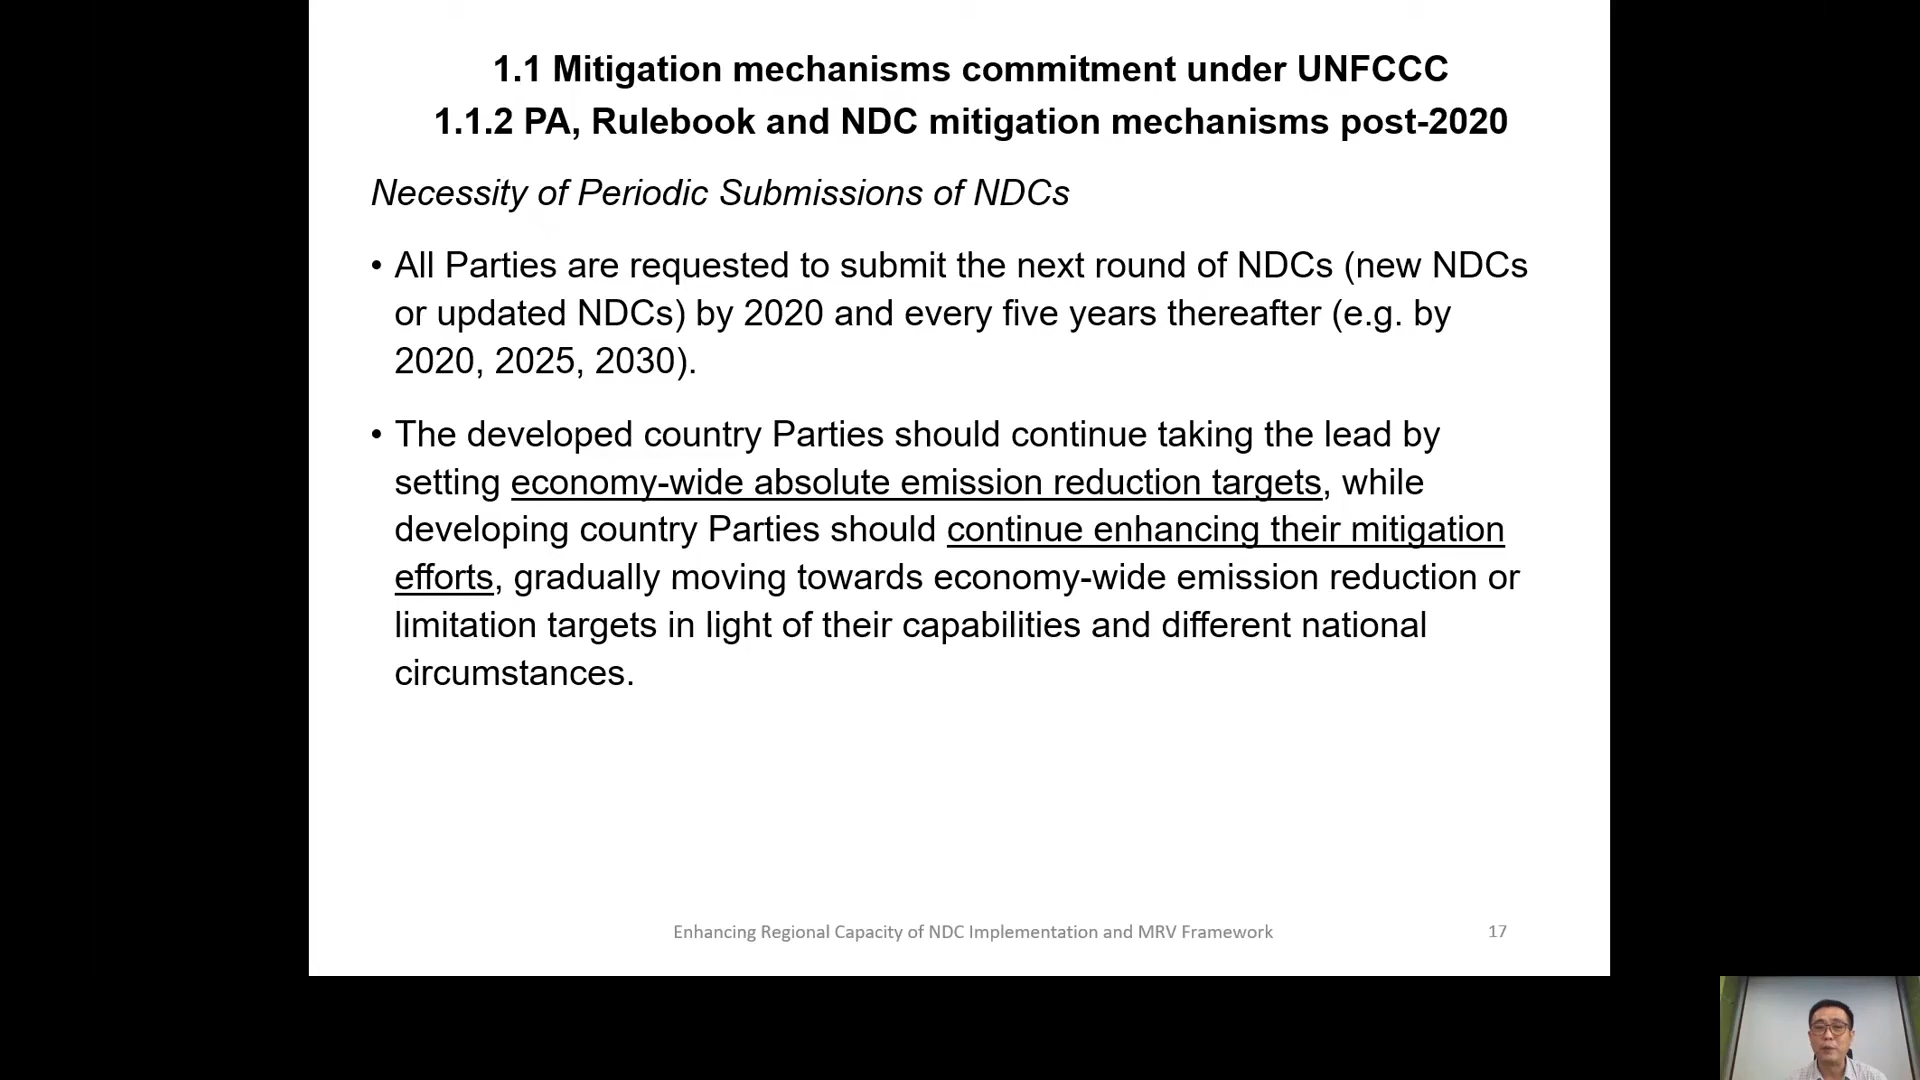 1.1 Mitigation mechanisms commitment under UNFCCC
1.1.2 PA, Rulebook and NDC mitigation mechanisms post-2020
Necessity of Periodic Submissions of NDCs
• All Parties are requested to submit the next round of NDCs (new NDCs
or updated NDCs) by 2020 and every five years thereafter (e.g. by
2020, 2025, 2030).
• The developed country Parties should continue taking the lead by
setting economy-wide absolute emission reduction targets, while
developing country Parties should continue enhancing their mitigation
efforts, gradually moving towards economy-wide emission reduction or
limitation targets in light of their capabilities and different national
circumstances.
Enhancing Regional Capacity of NDC Implementation and MRV Framework
17